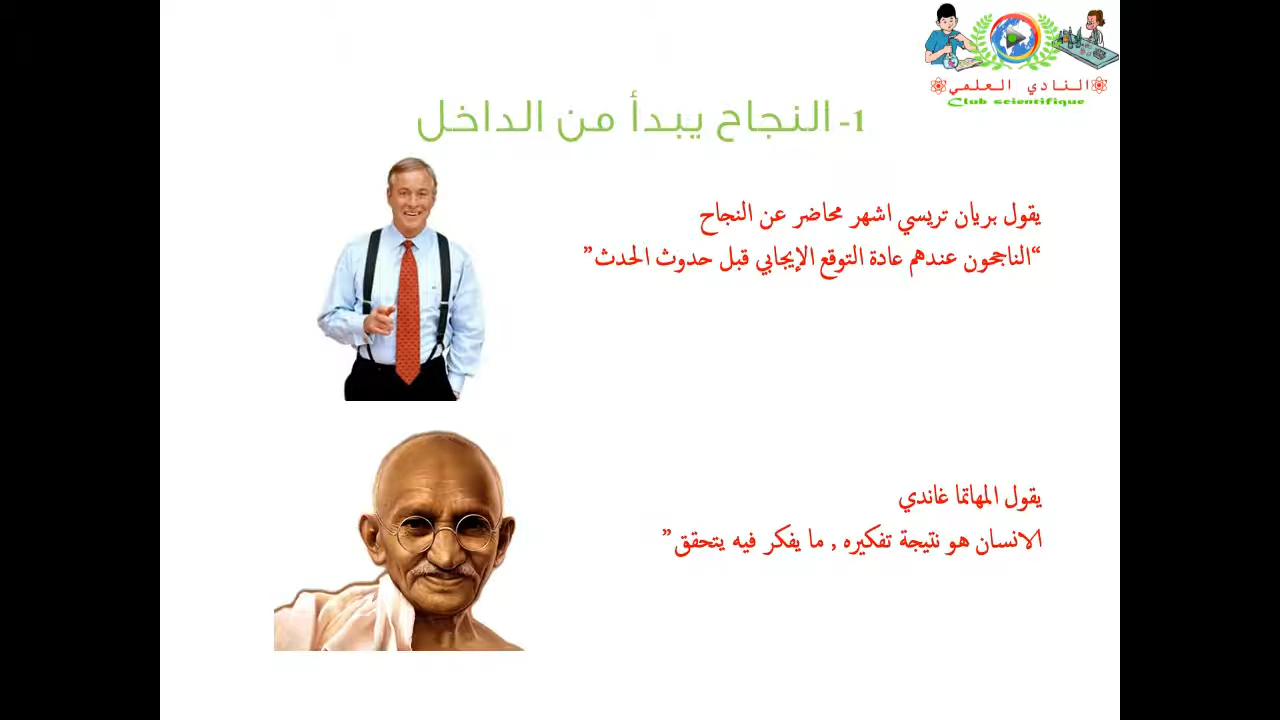 النادي العلمي
Club scientifique
1- النجاح يبدأ من الداخل
يقول بريان تريسي اشهر محاضر عن النجاح
“الناجحون عندهم عادة التوقع الإيجابي قبل حدوث الحدث”
يقول المهاتما غاندي
الانسان هو نتيجة تفكيره , ما يفكر فيه يتحقق”